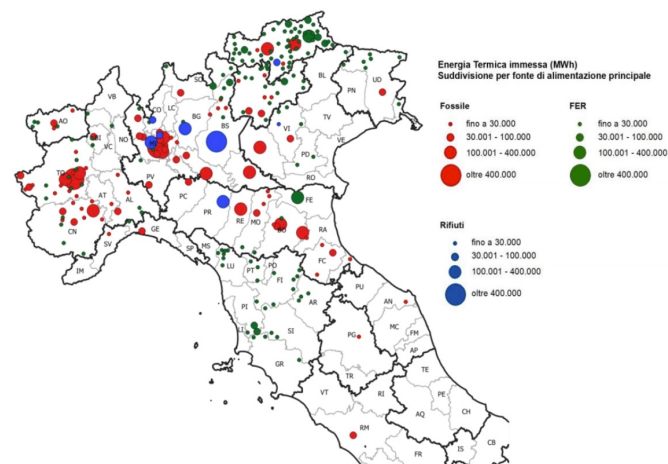 Energia Termica immessa (MWh)
Suddivisione per fonte di alimentazione principale
Fossile
fino a 30.000
30.001 - 100.000
100.001 - 400.000
oltre 400.000
FER
fino a 30.000
30.001 - 100.000
100.001 - 400.000
oltre 400.000
Rifiuti
fino a 30.000
30.001 - 100.000
100.001 - 400.000
oltre 400.000
BL
UD
PN
VB
SO
CO
LC
AO
BG
TV
BI
VC
NO
BS
VI
VE
PD
TO
RO
PV
AT
AL
PC
FE
PR
RE
MO
BO
CN
GE
RA
SV
SP
MS
FC
IM
LU
PT
PD
FI
PU
AR
AN
PI
MC
LI
SI
FM
PG
AP
GR
TR
TE
VT
RI
PE
AQ
CH
RM
FR
IS
CB